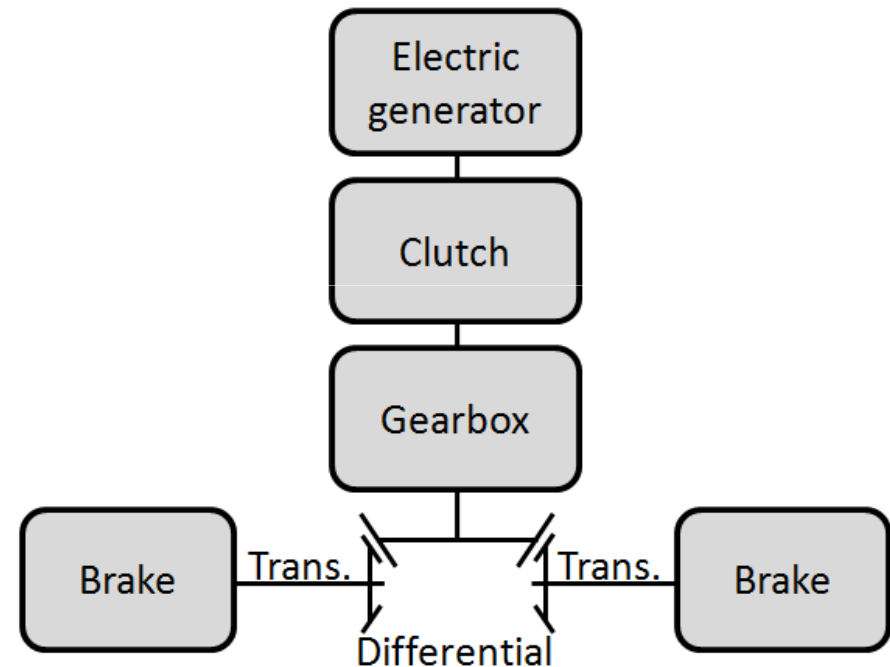 Electric
generator
Clutch
Gearbox
Brake
Trans.
Trans.
Brake
Differential